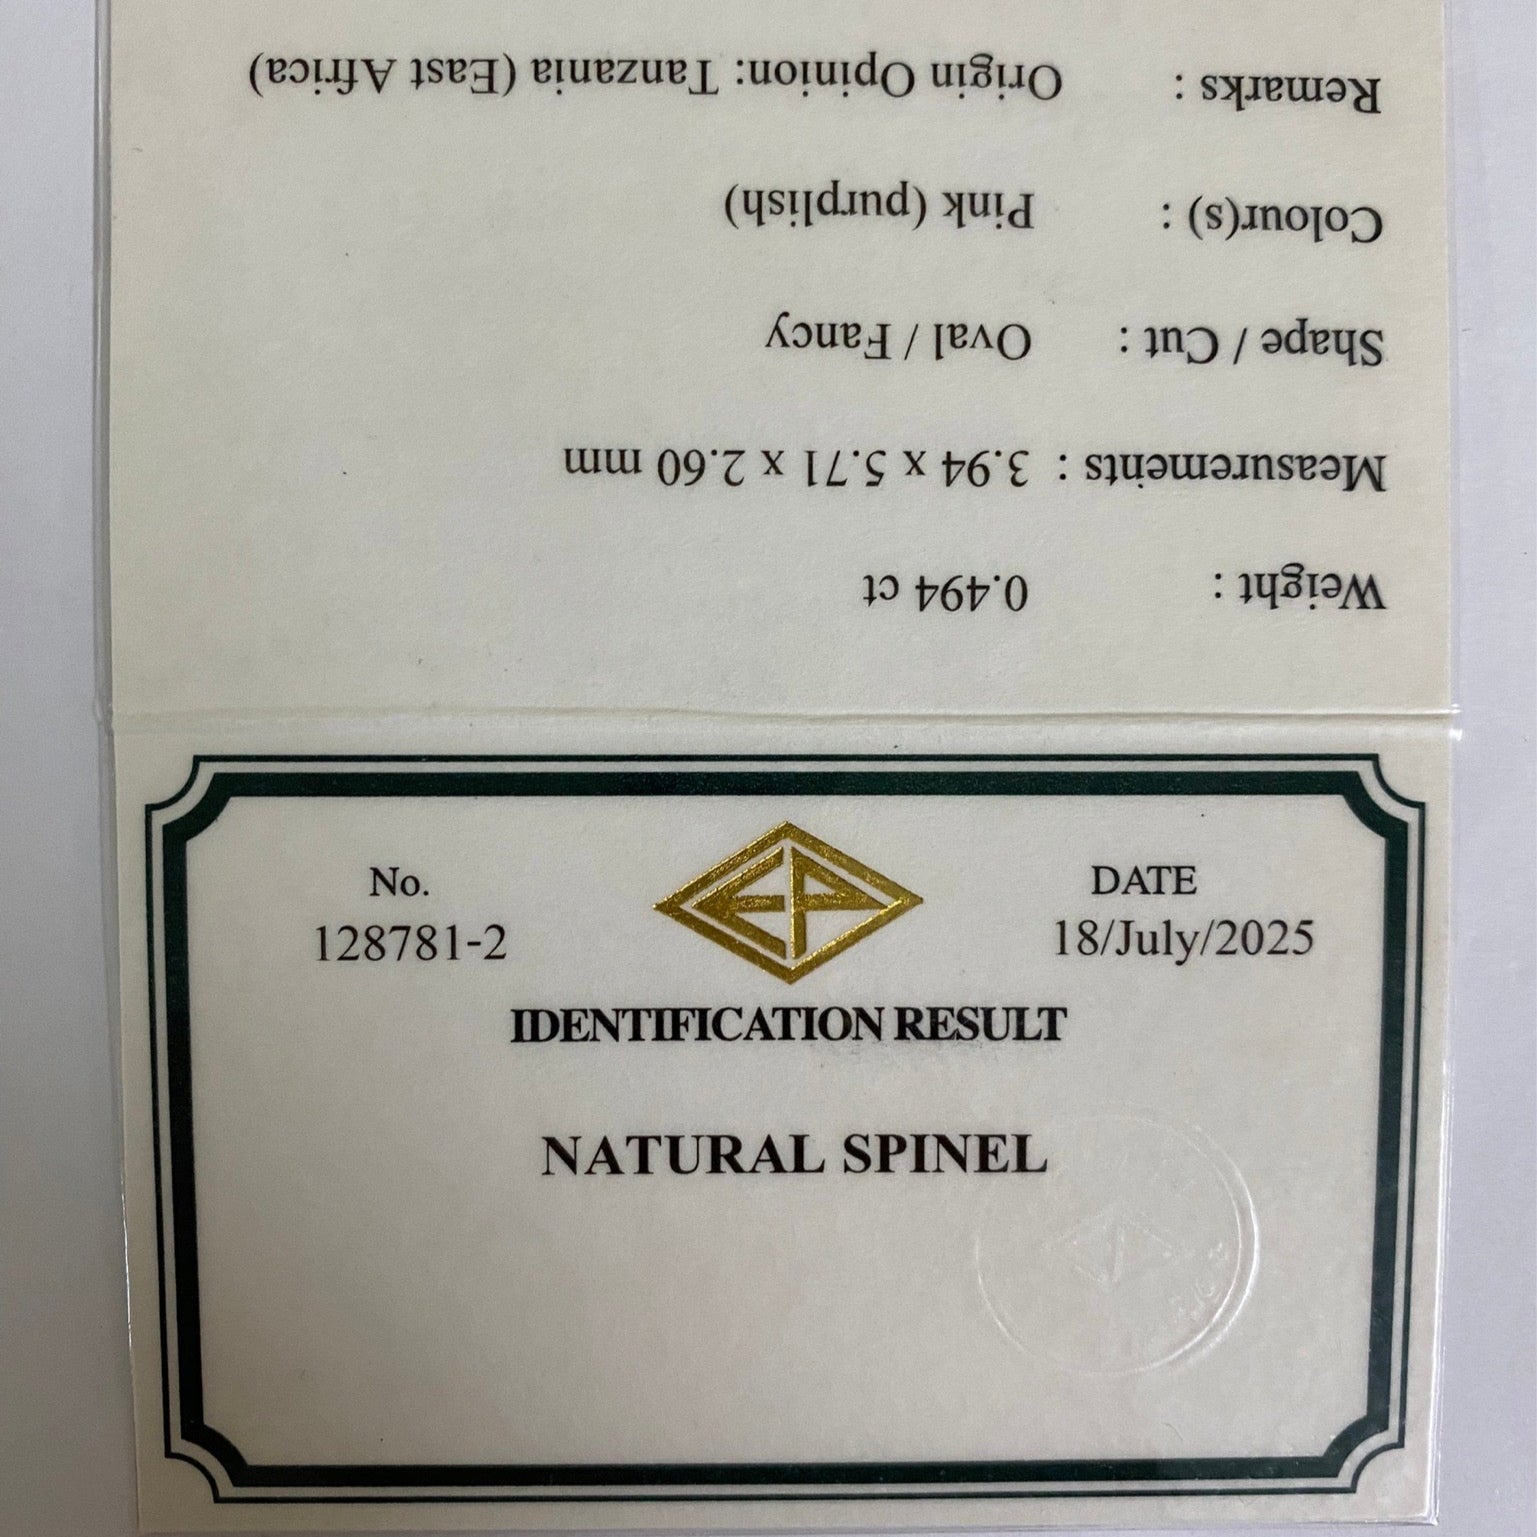 Weight : 0.494 ct
Measurements : 3.94 x 5.71 x 2.60 mm
Shape / Cut : Oval / Fancy
Colour(s) : Pink (purplish)
Remarks : Origin Opinion: Tanzania (East Africa)
No. DATE
128781-2 18/July/2025
EP
IDENTIFICATION RESULT
NATURAL SPINEL